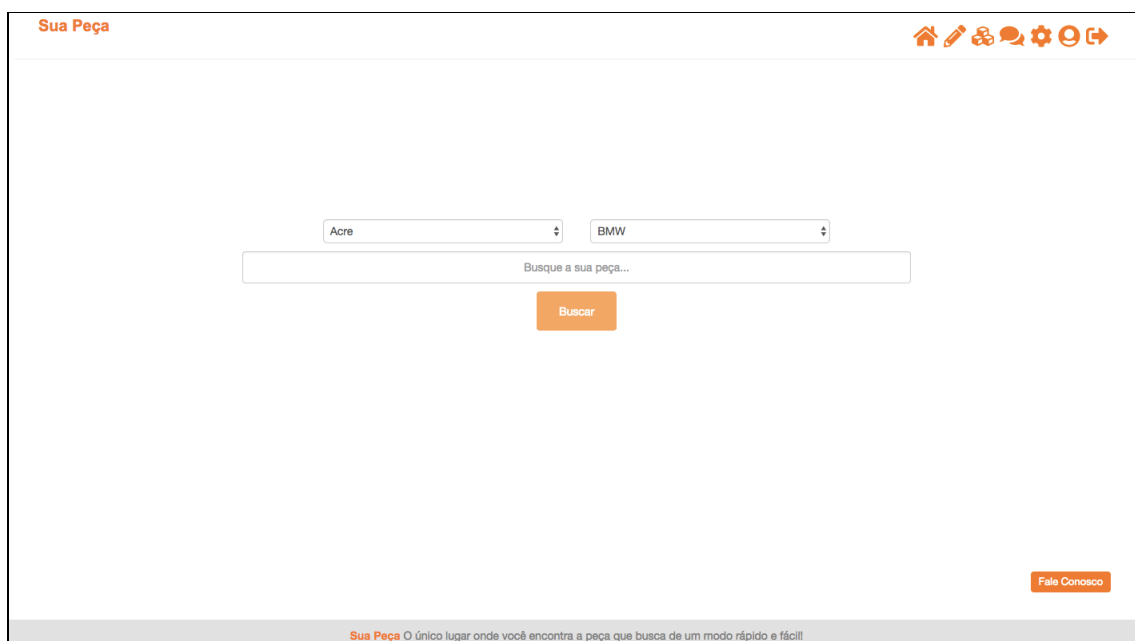 Sua Peça
Acre
BMW
Busque a sua peça...
Buscar
Fale Conosco
Sua Peça O único lugar onde você encontra a peça que busca de um modo rápido e fácil!